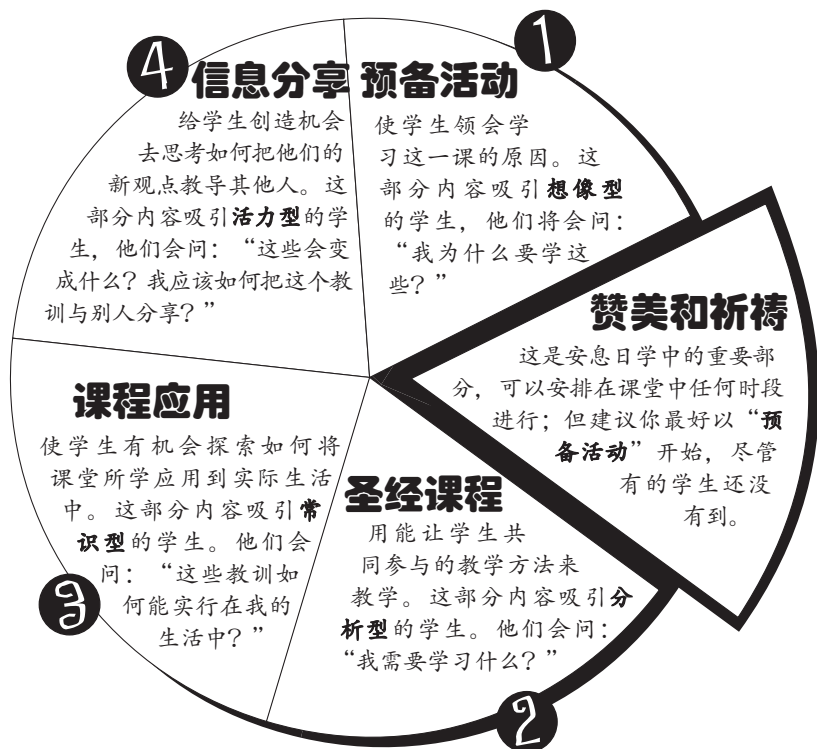 1
预备活动
使学生领会学
习这一课的原因。这
部分内容吸引想像型
的学生，他们将会问：
“我为什么要学这
些？”
赞美和祈祷
这是安息日学中的重要部
分，可以安排在课堂中任何时段
进行；但建议你最好以“预
备活动”开始，尽管
有的学生还没
有到。
圣经课程
用能让学生共
同参与的教学方法来
教学。这部分内容吸引分
析型的学生。他们会问：
“我需要学习什么？”
2
课程应用
使学生有机会探索如何将
课堂所学应用到实际生活
中。这部分内容吸引常
识型的学生。他们会
问：“这些教训如
何能实行在我的
生活中？”
3
4
信息分享
给学生创造机会
去思考如何把他们的
新观点教导其他人。这
部分内容吸引活力型的学
生，他们会问：“这些会变
成什么？我应该如何把这个教
训与别人分享？”